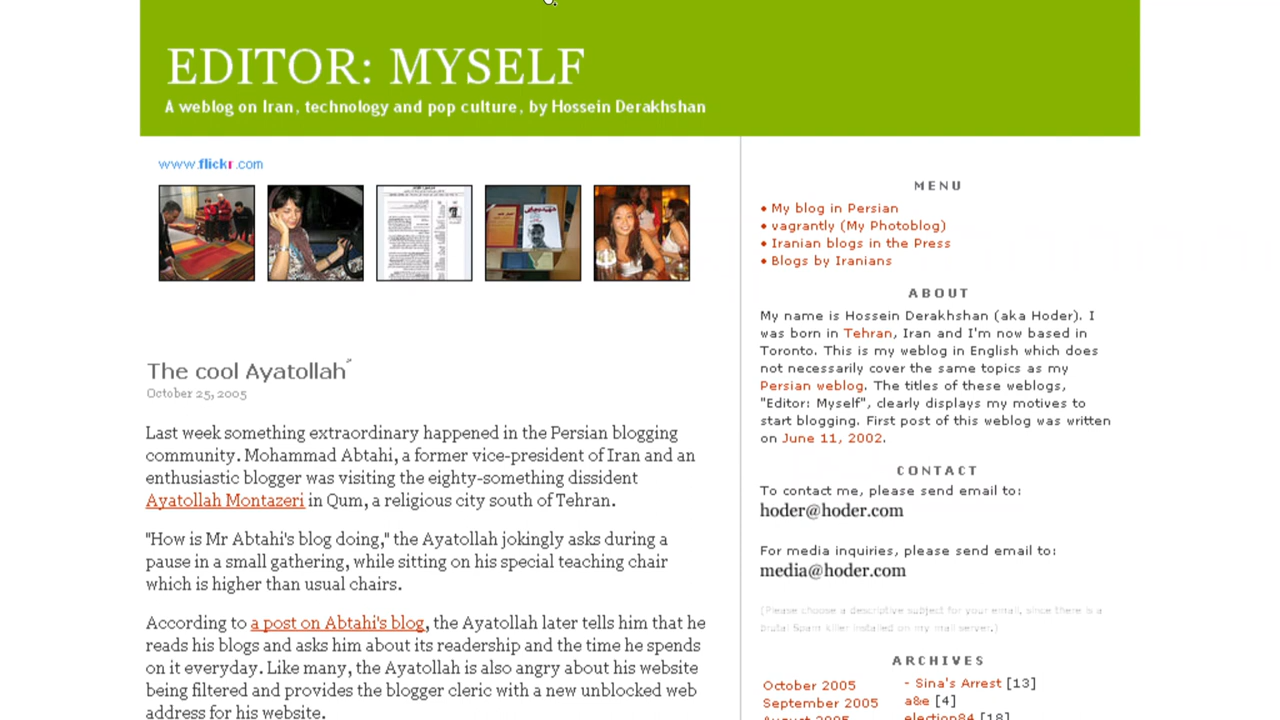 EDITOR: MYSELF
A weblog on Iran, technology and pop culture, by Hossein Derakhshan
www.flickr.com
The cool Ayatollah
October 25, 2005
Last week something extraordinary happened in the Persian blogging
community. Mohammad Abtahi, a former vice-president of Iran and an
enthusiastic blogger was visiting the eighty-something dissident
Ayatollah Montazeri in Qum, a religious city south of Tehran.
"How is Mr Abtahi's blog doing," the Ayatollah jokingly asks during a
pause in a small gathering, while sitting on his special teaching chair
which is higher than usual chairs.
According to a post on Abtahi's blog, the Ayatollah later tells him that he
reads his blogs and asks him about its readership and the time he spends
on it everyday. Like many, the Ayatollah is also angry about his website
being filtered and provides the blogger cleric with a new unblocked web
address for his website.
MENU
• My blog in Persian
• vagrantly (My Photoblog)
• Iranian blogs in the Press
• Blogs by Iranians
ABOUT
My name is Hossein Derakhshan (aka Hoder). I
was born in Tehran, Iran and I'm now based in
Toronto. This is my weblog in English which does
not necessarily cover the same topics as my
Persian weblog. The titles of these weblogs,
"Editor: Myself", clearly displays my motives to
start blogging. First post of this weblog was written
on June 11, 2002.
CONTACT
To contact me, please send email to:
hoder@hoder.com
For media inquiries, please send email to:
media@hoder.com
(Please choose a descriptive subject for your email, since there is a
brutal Spam Killer installed on my mail server.)
ARCHIVES
October 2005
September 2005
August 2005
- Sina's Arrest [13]
a&e [4]
election84 [18]